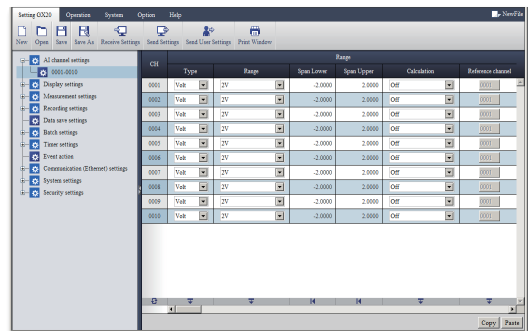 Setting GX20 Operation System Option Help NewFile
New Open Save Save As Receive Settings Send Settings Send User Settings Print Window
AI channel settings
0001-0010
Display settings
Measurement settings
Recording settings
Data save settings
Batch settings
Timer settings
Event action
Communication (Ethernet) settings
System settings
Security settings
CH Range
Type Range Span Lower Span Upper Calculation Reference channel
0001 Volt 2V -2.0000 2.0000 Off 0001
0002 Volt 2V -2.0000 2.0000 Off 0001
0003 Volt 2V -2.0000 2.0000 Off 0001
0004 Volt 2V -2.0000 2.0000 Off 0001
0005 Volt 2V -2.0000 2.0000 Off 0001
0006 Volt 2V -2.0000 2.0000 Off 0001
0007 Volt 2V -2.0000 2.0000 Off 0001
0008 Volt 2V -2.0000 2.0000 Off 0001
0009 Volt 2V -2.0000 2.0000 Off 0001
0010 Volt 2V -2.0000 2.0000 Off 0001
Copy Paste